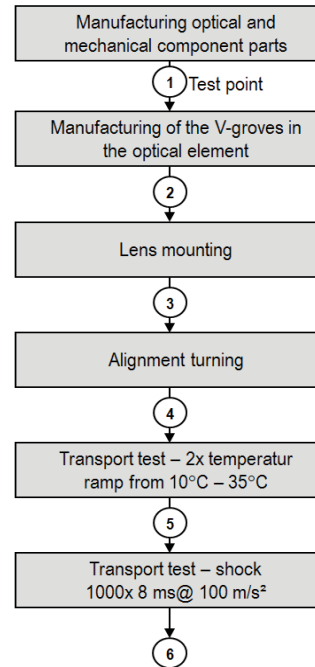 Manufacturing optical and
mechanical component parts
1 Test point
Manufacturing of the V-groves in
the optical element
2
Lens mounting
3
Alignment turning
4
Transport test – 2x temperatur
ramp from 10°C – 35°C
5
Transport test – shock
1000x 8 ms@ 100 m/s²
6